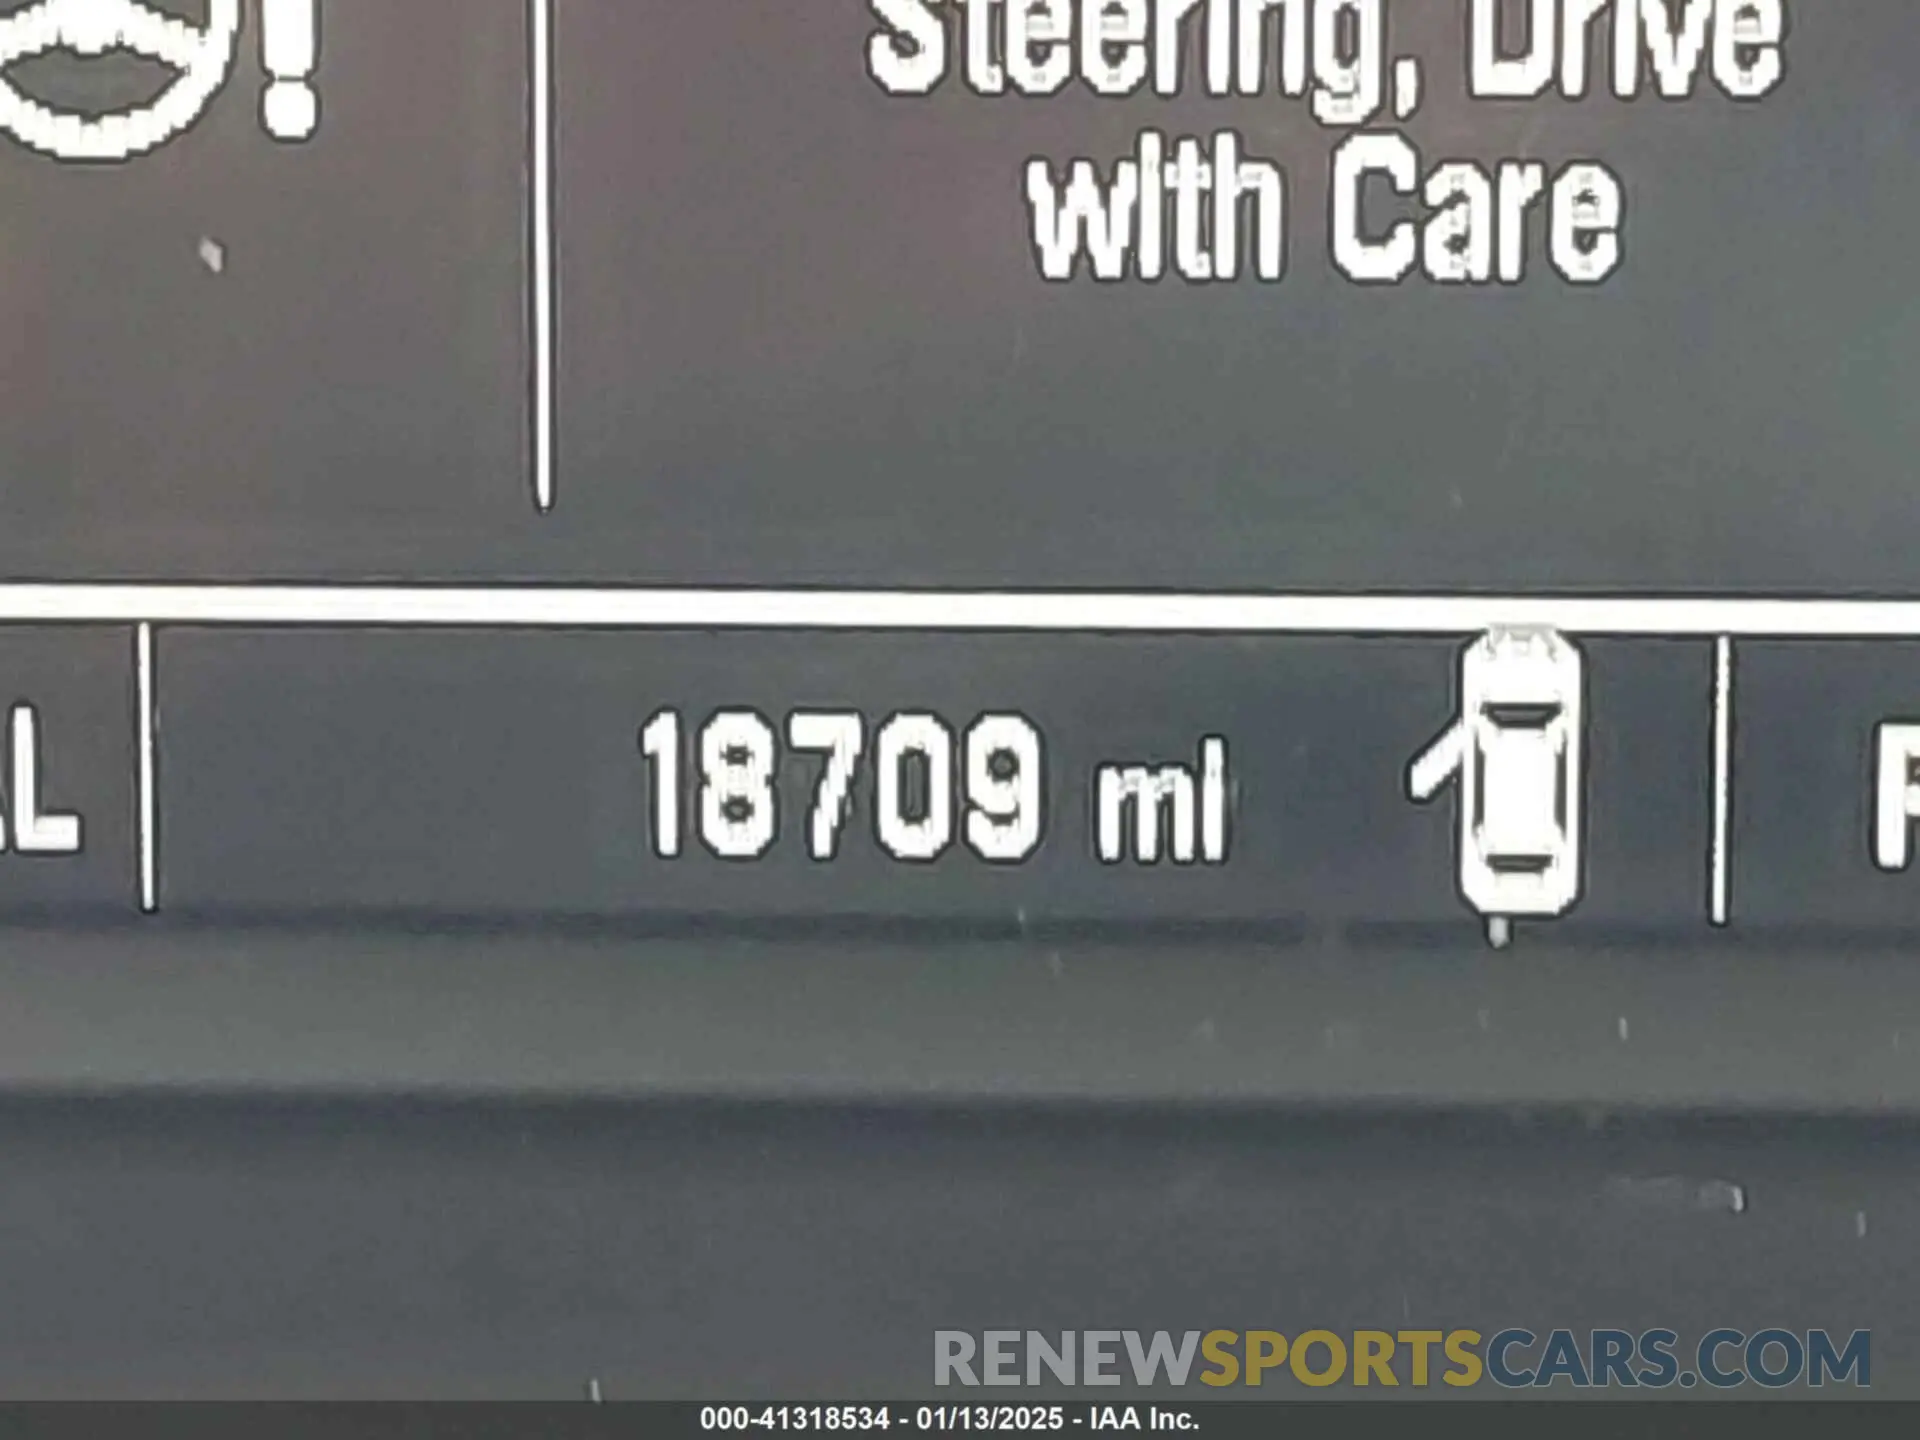 Steering, Drive
with Care
18709 mi
RENEWSPORTSCARS.COM
000-41318534 - 01/13/2025 - IAA Inc.